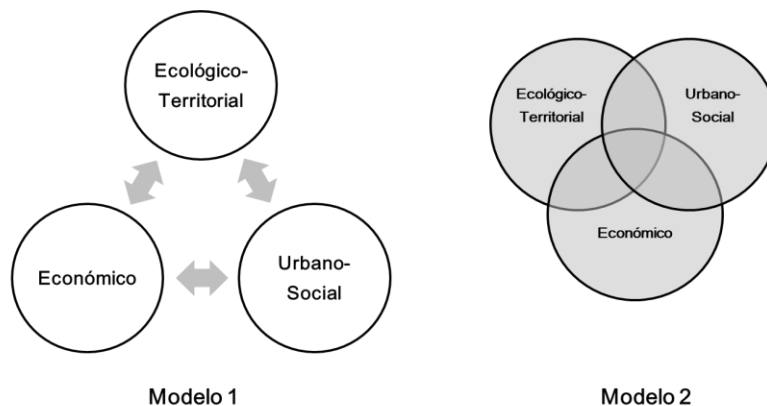 Ecológico-
Territorial
Económico
Urbano-
Social
Modelo 1
Ecológico-
Territorial
Urbano-
Social
Económico
Modelo 2